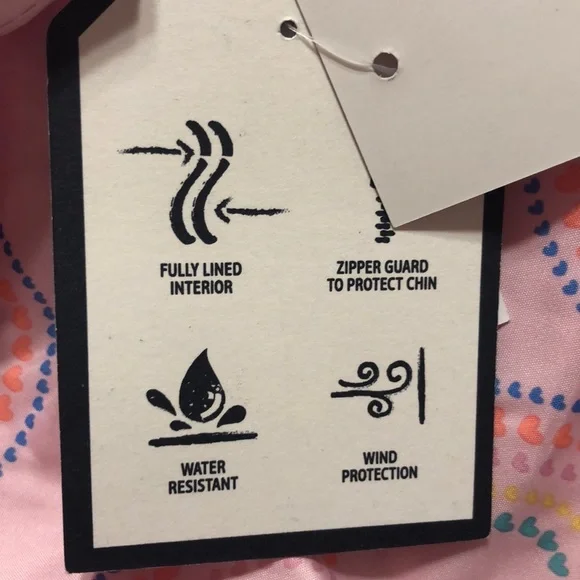 FULLY LINED
INTERIOR
ZIPPER GUARD
TO PROTECT CHIN
WATER
RESISTANT
WIND
PROTECTION